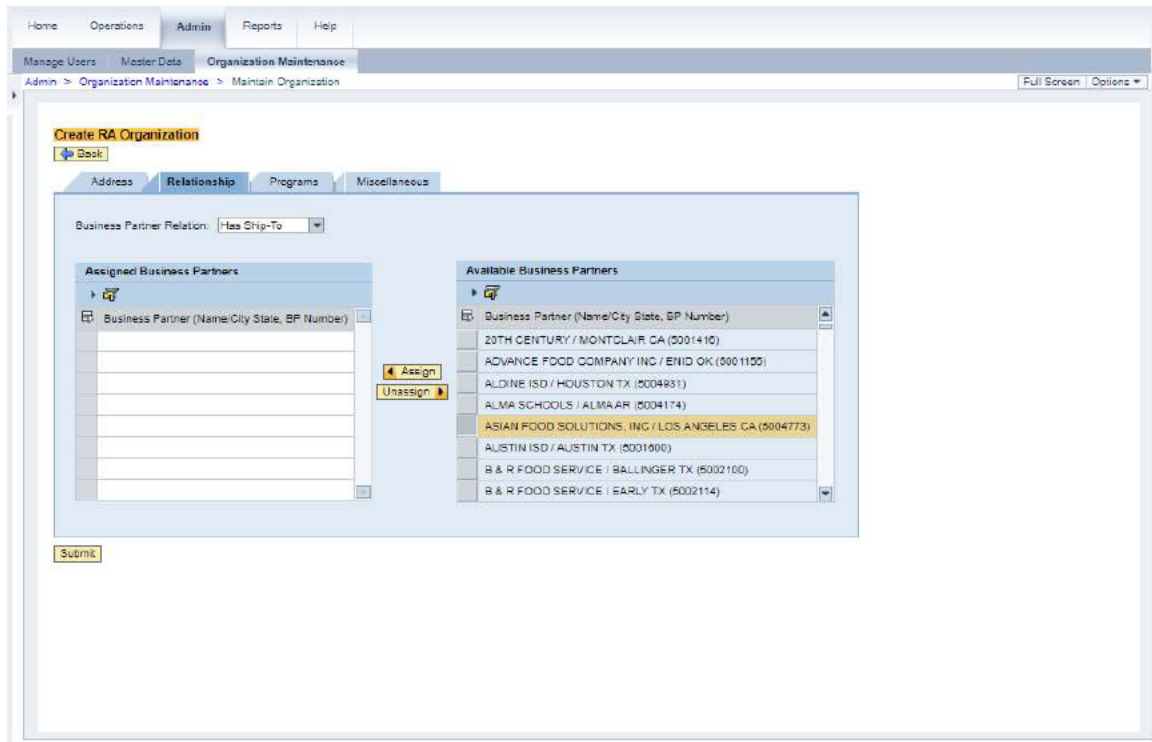 Home Operations Admin Reports Help
Manage Users Master Data Organization Maintenance
Admin > Organization Maintenance > Maintain Organization Full Screen Options
Create RA Organization
Back
Address Relationship Programs Miscellaneous
Business Partner Relation: Has Ship-To
Assigned Business Partners Available Business Partners
Business Partner (Name/City State, BP Number) Business Partner (Name/City State, BP Number)
20TH CENTURY / MONTCLAIR CA (5001416)
ADVANCE FOOD COMPANY INC / ENID OK (5001155)
Assign
ALDINE ISD / HOUSTON TX (5004931)
Unassign
ALMA SCHOOLS / ALMA AR (5004174)
ASIAN FOOD SOLUTIONS, INC / LOS ANGELES CA (5004773)
AUSTIN ISD / AUSTIN TX (5001600)
B & R FOOD SERVICE / BALLINGER TX (5002100)
B & R FOOD SERVICE / EARLY TX (5002114)
Submit